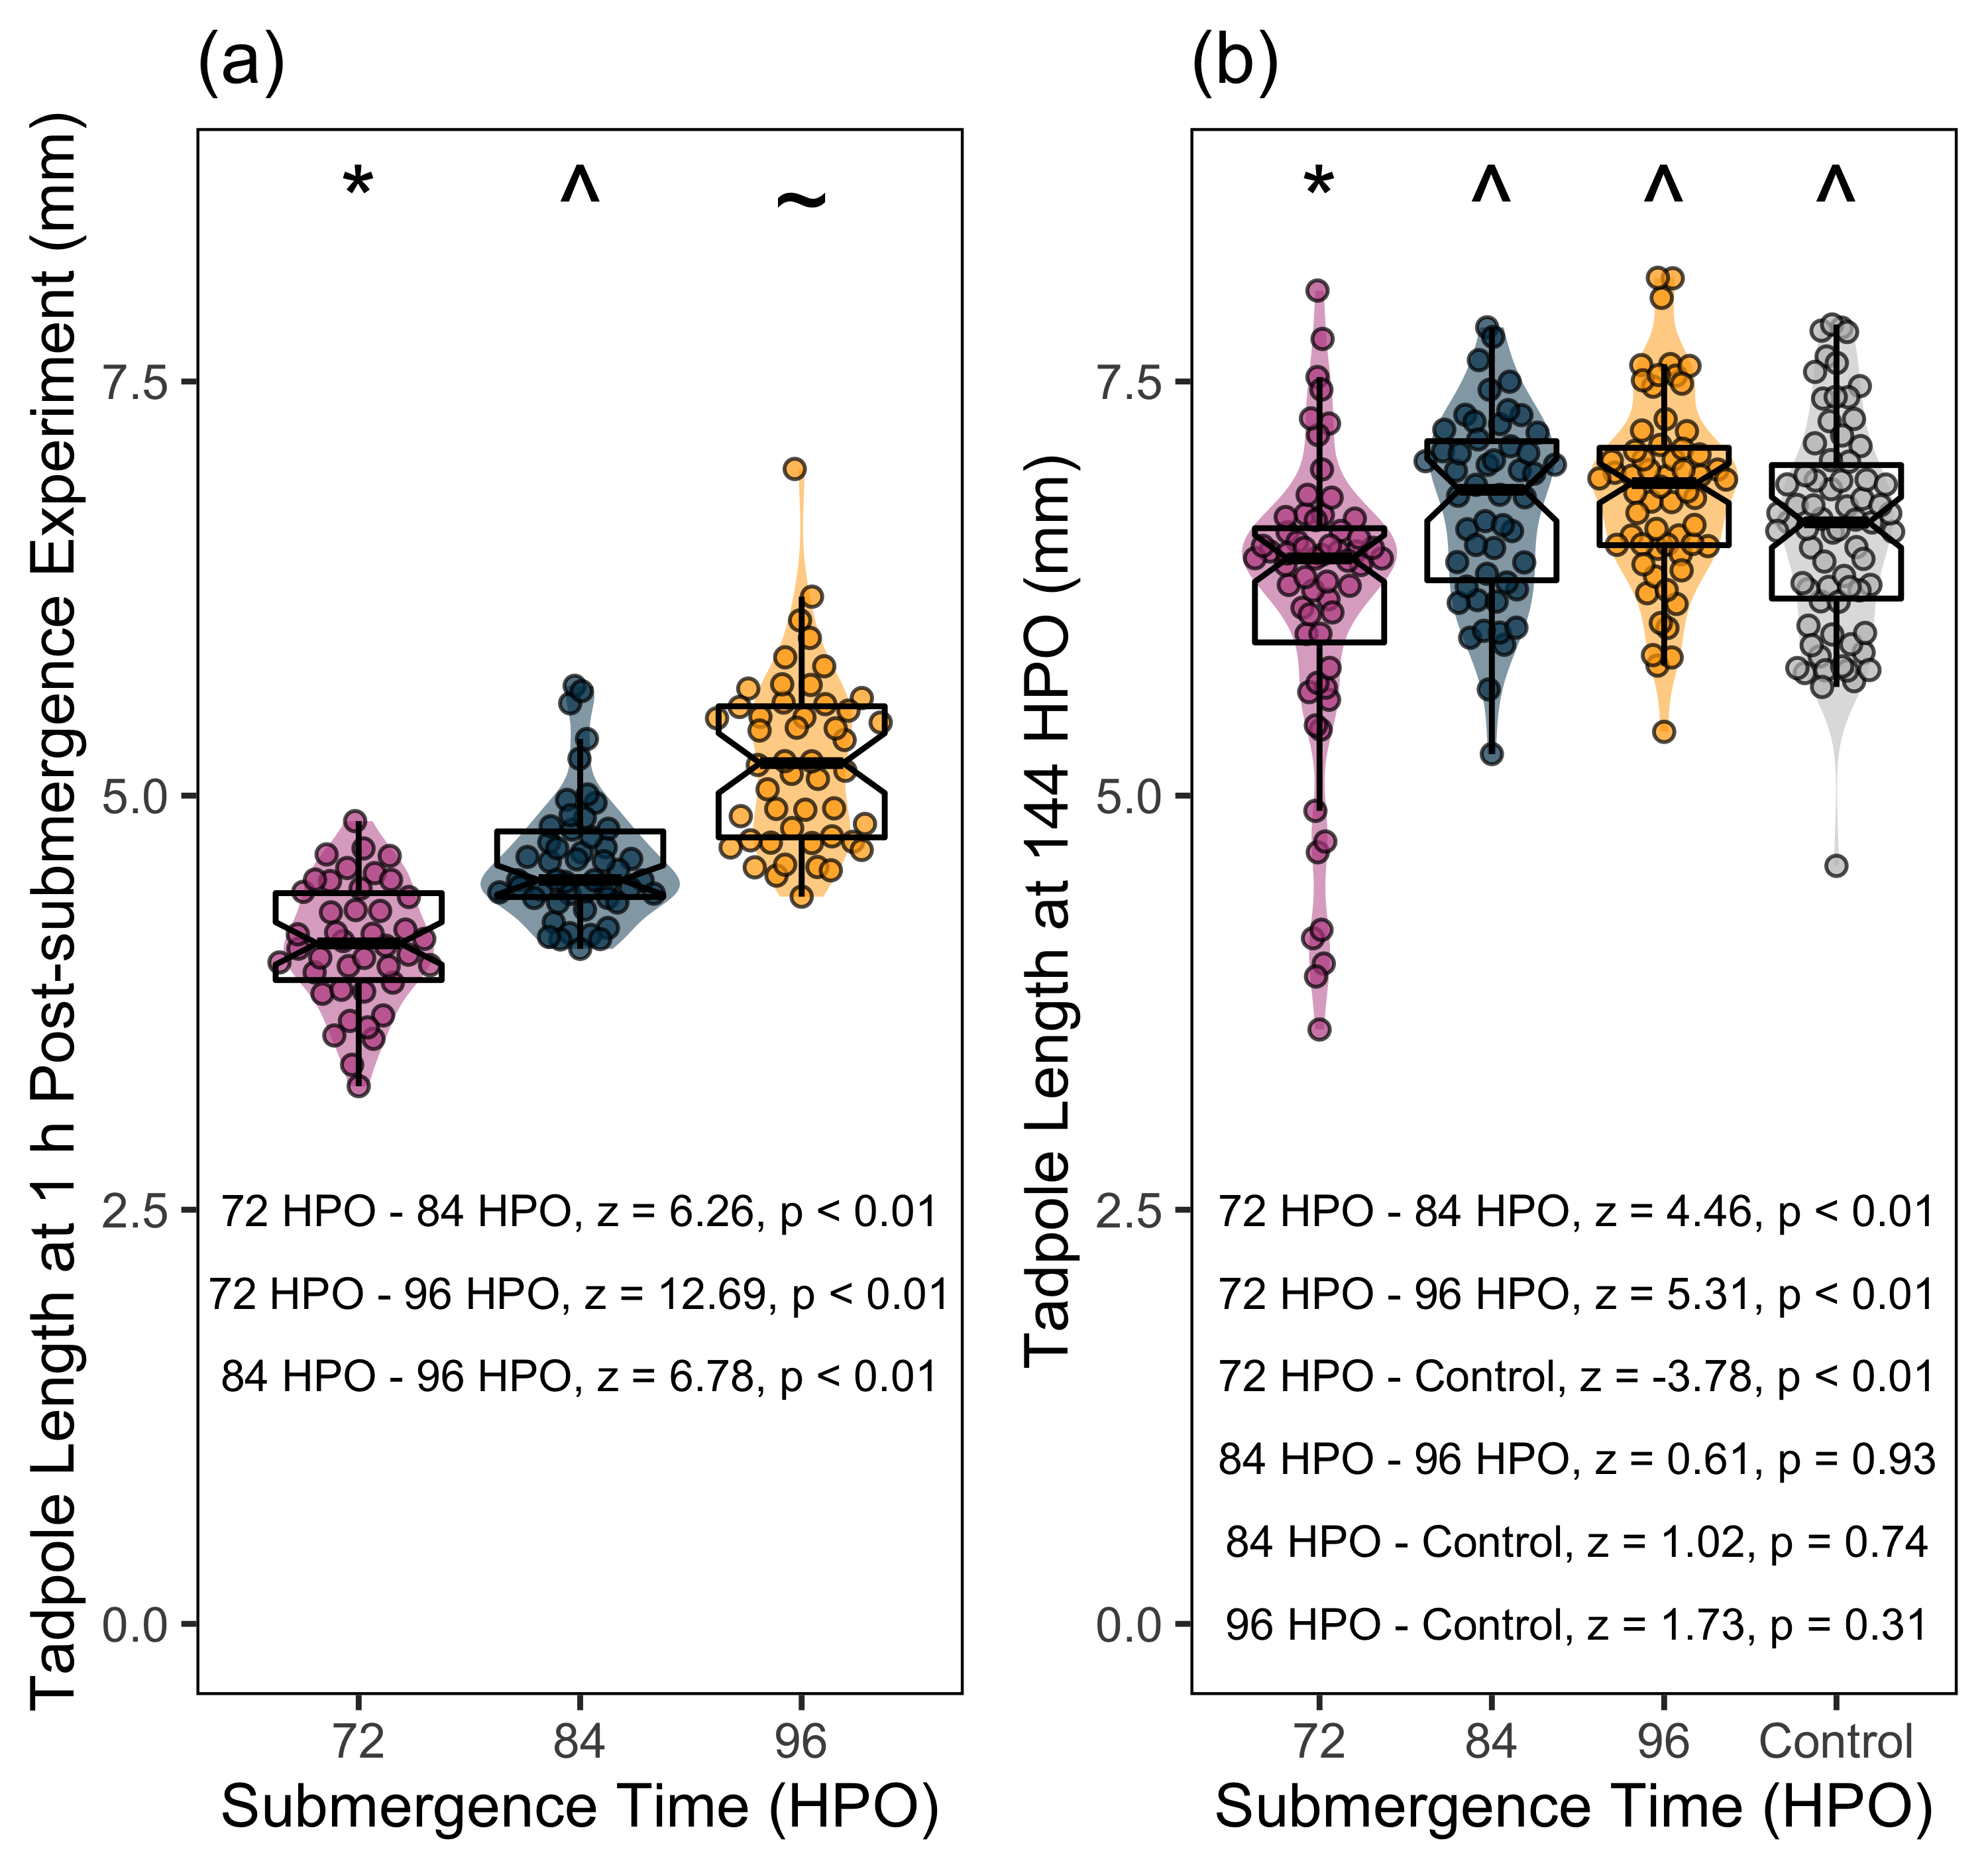 (a)
Tadpole Length at 1 h Post-submergence Experiment (mm)
7.5
5.0
2.5
0.0
* ^ ~
72 HPO - 84 HPO, z = 6.26, p < 0.01
72 HPO - 96 HPO, z = 12.69, p < 0.01
84 HPO - 96 HPO, z = 6.78, p < 0.01
72 84 96
Submergence Time (HPO)
(b)
Tadpole Length at 144 HPO (mm)
7.5
5.0
2.5
0.0
* ^ ^ ^
72 HPO - 84 HPO, z = 4.46, p < 0.01
72 HPO - 96 HPO, z = 5.31, p < 0.01
72 HPO - Control, z = -3.78, p < 0.01
84 HPO - 96 HPO, z = 0.61, p = 0.93
84 HPO - Control, z = 1.02, p = 0.74
96 HPO - Control, z = 1.73, p = 0.31
72 84 96 Control
Submergence Time (HPO)